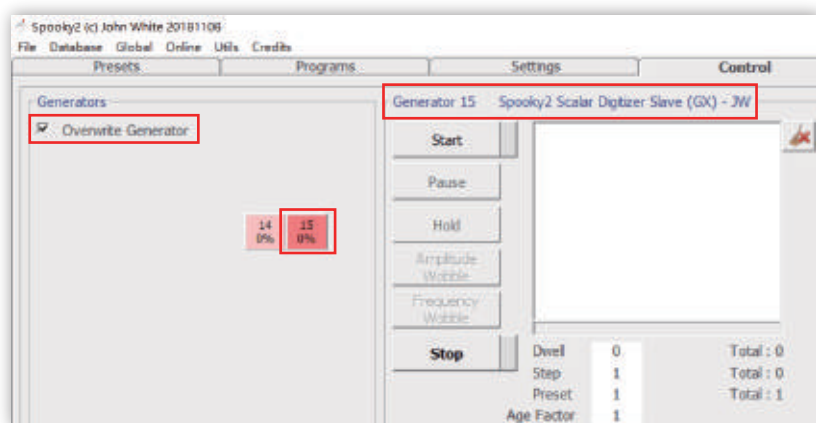 Spooky2 (c) John White 20181106
File Database Global Online Utils Credits
Presets Programs Settings Control
Generators
Overwrite Generator
14 15
0% 0%
Generator 15 Spooky2 Scalar Digitizer Slave (GX) - JW
Start
Pause
Hold
Amplitude
Wobble
Frequency
Wobble
Stop
Dwell 0 Total : 0
Step 1 Total : 0
Preset 1 Total : 1
Age Factor 1